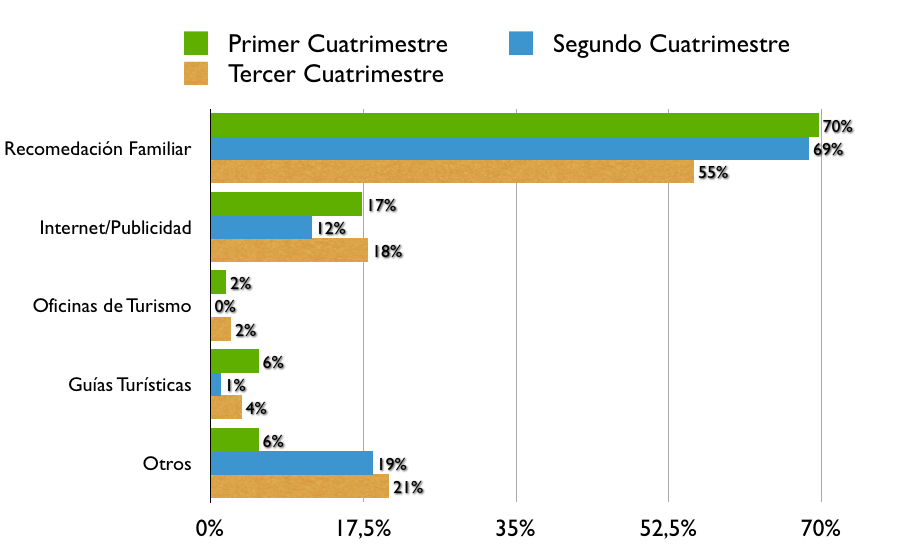 Primer Cuatrimestre Segundo Cuatrimestre
Tercer Cuatrimestre
70%
Recomedación Familiar 69%
55%
17%
Internet/Publicidad 12%
18%
2%
Oficinas de Turismo 0%
2%
6%
Guías Turísticas 1%
4%
6%
Otros 19%
21%
0% 17,5% 35% 52,5% 70%